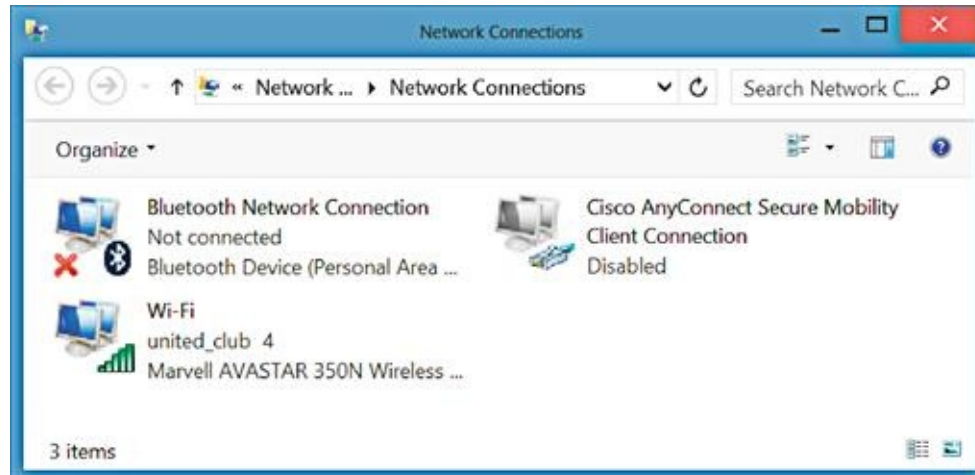 Network Connections
« Network ... Network Connections
Search Network C...
Organize
Bluetooth Network Connection
Not connected
Bluetooth Device (Personal Area ...
Cisco AnyConnect Secure Mobility
Client Connection
Disabled
Wi-Fi
united_club 4
Marvell AVASTAR 350N Wireless ...
3 items